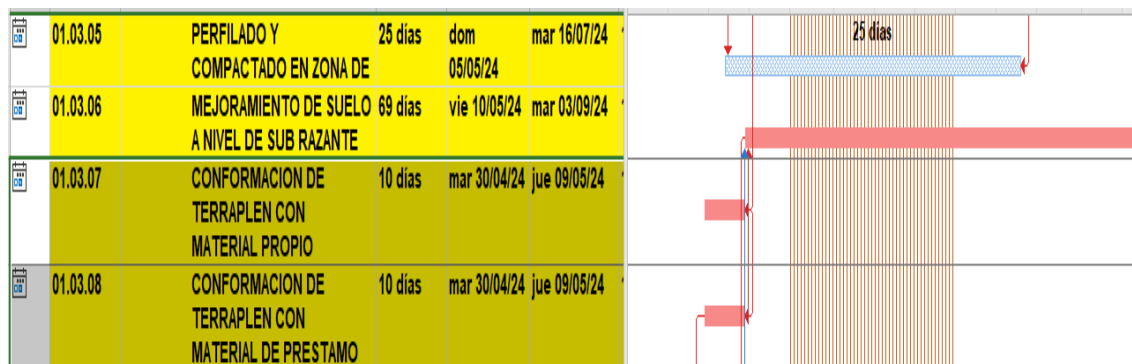 01.03.05 PERFILADO Y 25 días dom mar 16/07/24 25 días
COMPACTADO EN ZONA DE 05/05/24
01.03.06 MEJORAMIENTO DE SUELO 69 días vie 10/05/24 mar 03/09/24
A NIVEL DE SUB RAZANTE
01.03.07 CONFORMACION DE 10 días mar 30/04/24 jue 09/05/24
TERRAPLEN CON
MATERIAL PROPIO
01.03.08 CONFORMACION DE 10 días mar 30/04/24 jue 09/05/24
TERRAPLEN CON
MATERIAL DE PRESTAMO